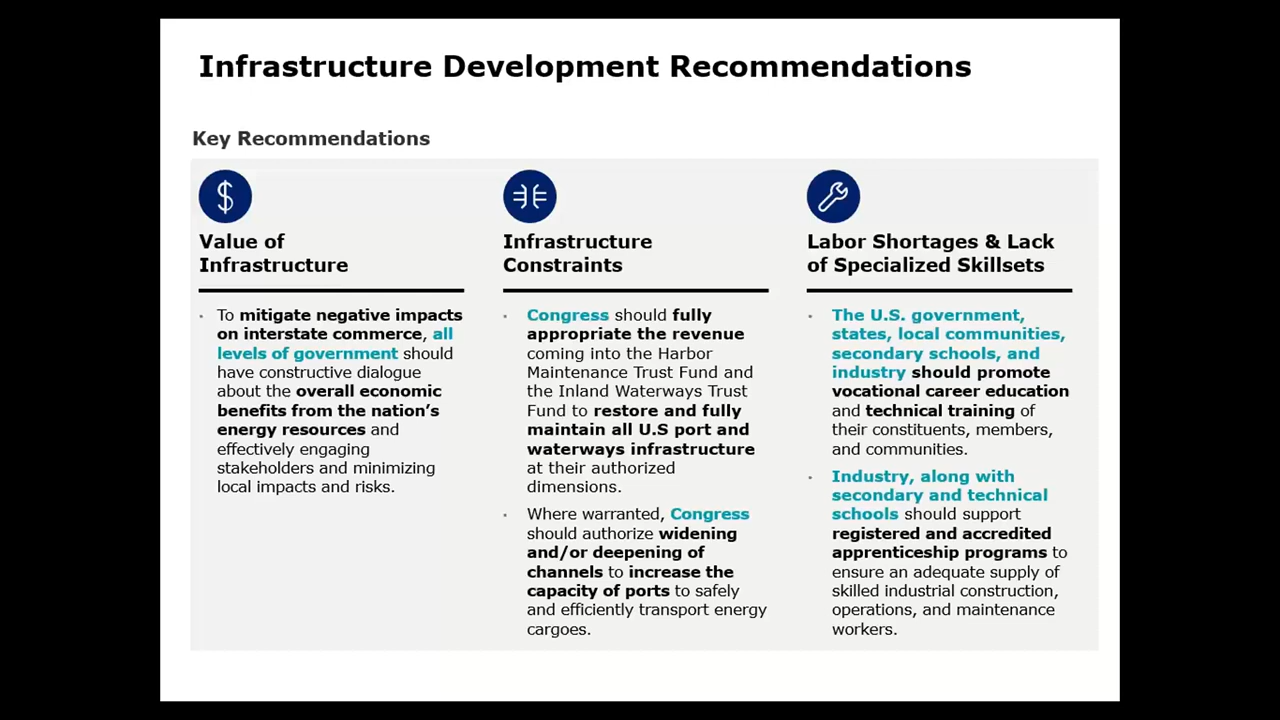 Infrastructure Development Recommendations
Key Recommendations
Value of
Infrastructure
• To mitigate negative impacts
on interstate commerce, all
levels of government should
have constructive dialogue
about the overall economic
benefits from the nation’s
energy resources and
effectively engaging
stakeholders and minimizing
local impacts and risks.
Infrastructure
Constraints
• Congress should fully
appropriate the revenue
coming into the Harbor
Maintenance Trust Fund and
the Inland Waterways Trust
Fund to restore and fully
maintain all U.S port and
waterways infrastructure
at their authorized
dimensions.
• Where warranted, Congress
should authorize widening
and/or deepening of
channels to increase the
capacity of ports to safely
and efficiently transport energy
cargoes.
Labor Shortages & Lack
of Specialized Skillsets
• The U.S. government,
states, local communities,
secondary schools, and
industry should promote
vocational career education
and technical training of
their constituents, members,
and communities.
• Industry, along with
secondary and technical
schools should support
registered and accredited
apprenticeship programs to
ensure an adequate supply of
skilled industrial construction,
operations, and maintenance
workers.